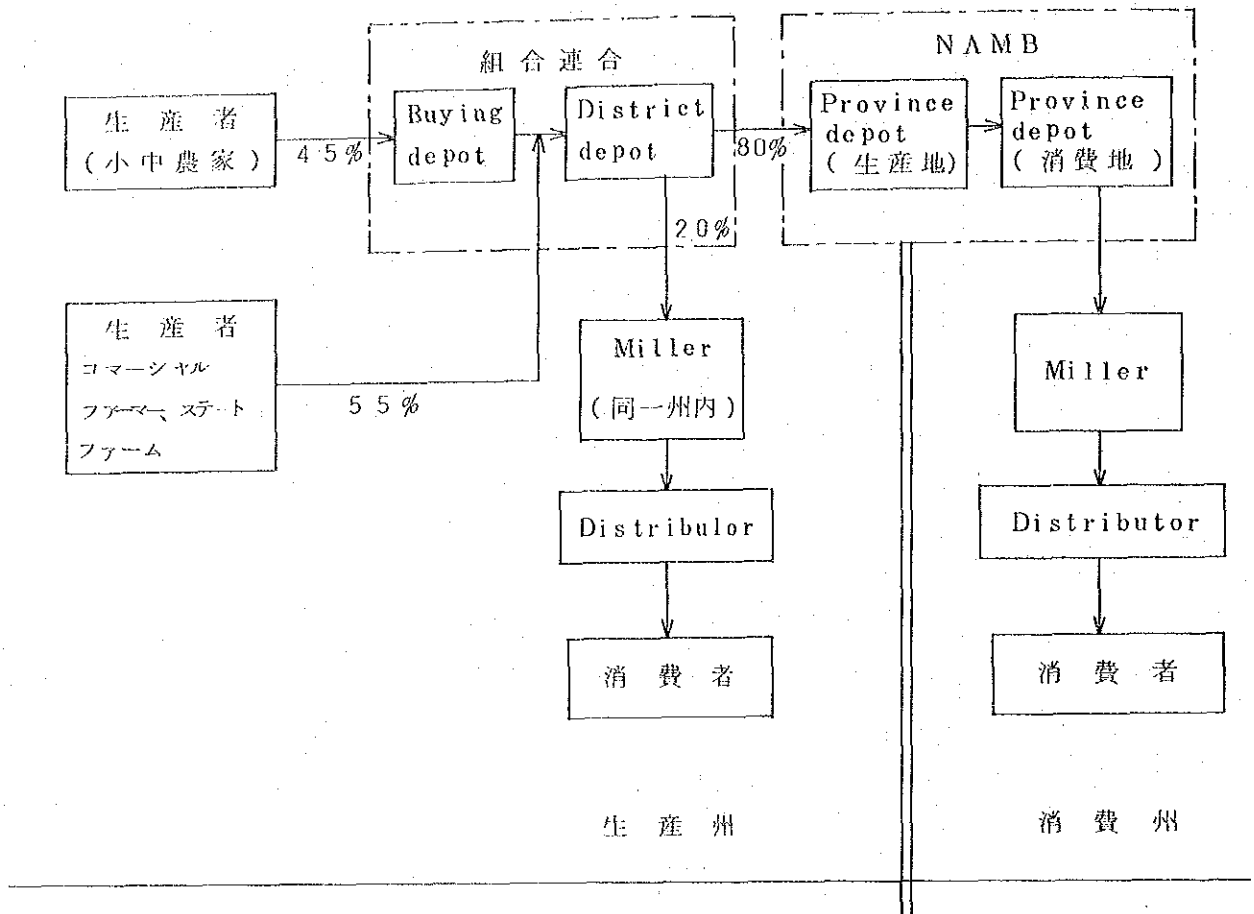 組合連合
NAMB
生産者
(小中農家)
45%
Buying
depot
District
depot
80%
Province
depot
(生産地)
Province
depot
(消費地)
20%
生産者
コマーシャル
ファーマー、ステート
ファーム
55%
Miller
(同一州内)
Miller
Distribulor
Distributor
消費者
消費者
生産州
消費州